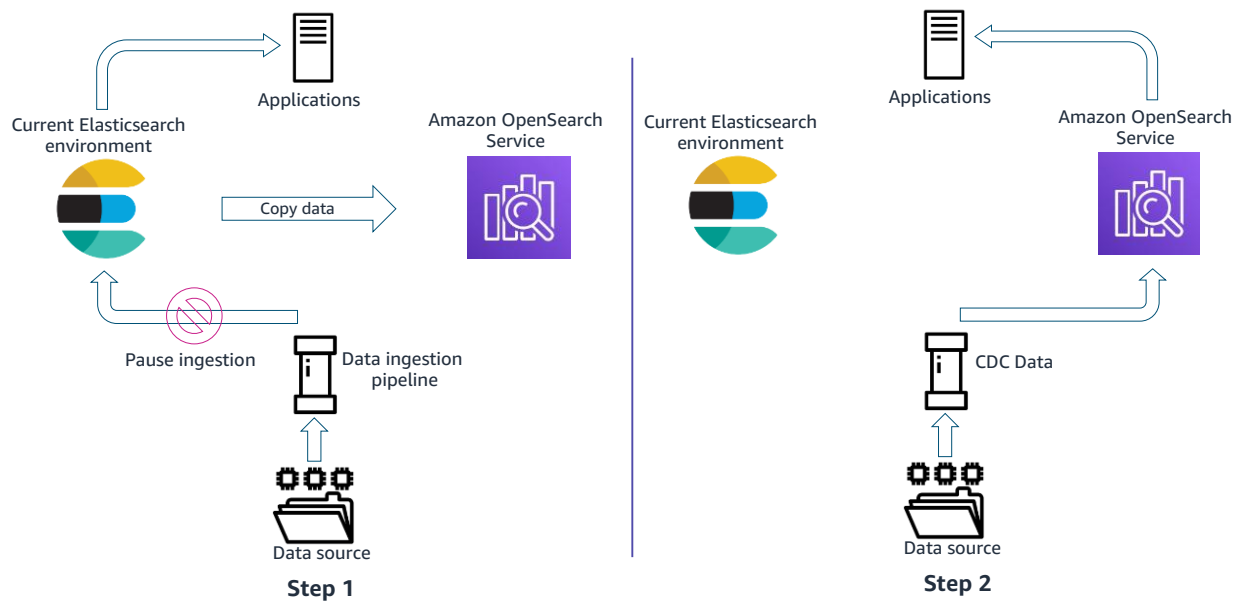 Applications
Current Elasticsearch
environment
Amazon OpenSearch
Service
Copy data
Pause ingestion
Data ingestion
pipeline
Data source
Step 1
Applications
Current Elasticsearch
environment
Amazon OpenSearch
Service
CDC Data
Data source
Step 2